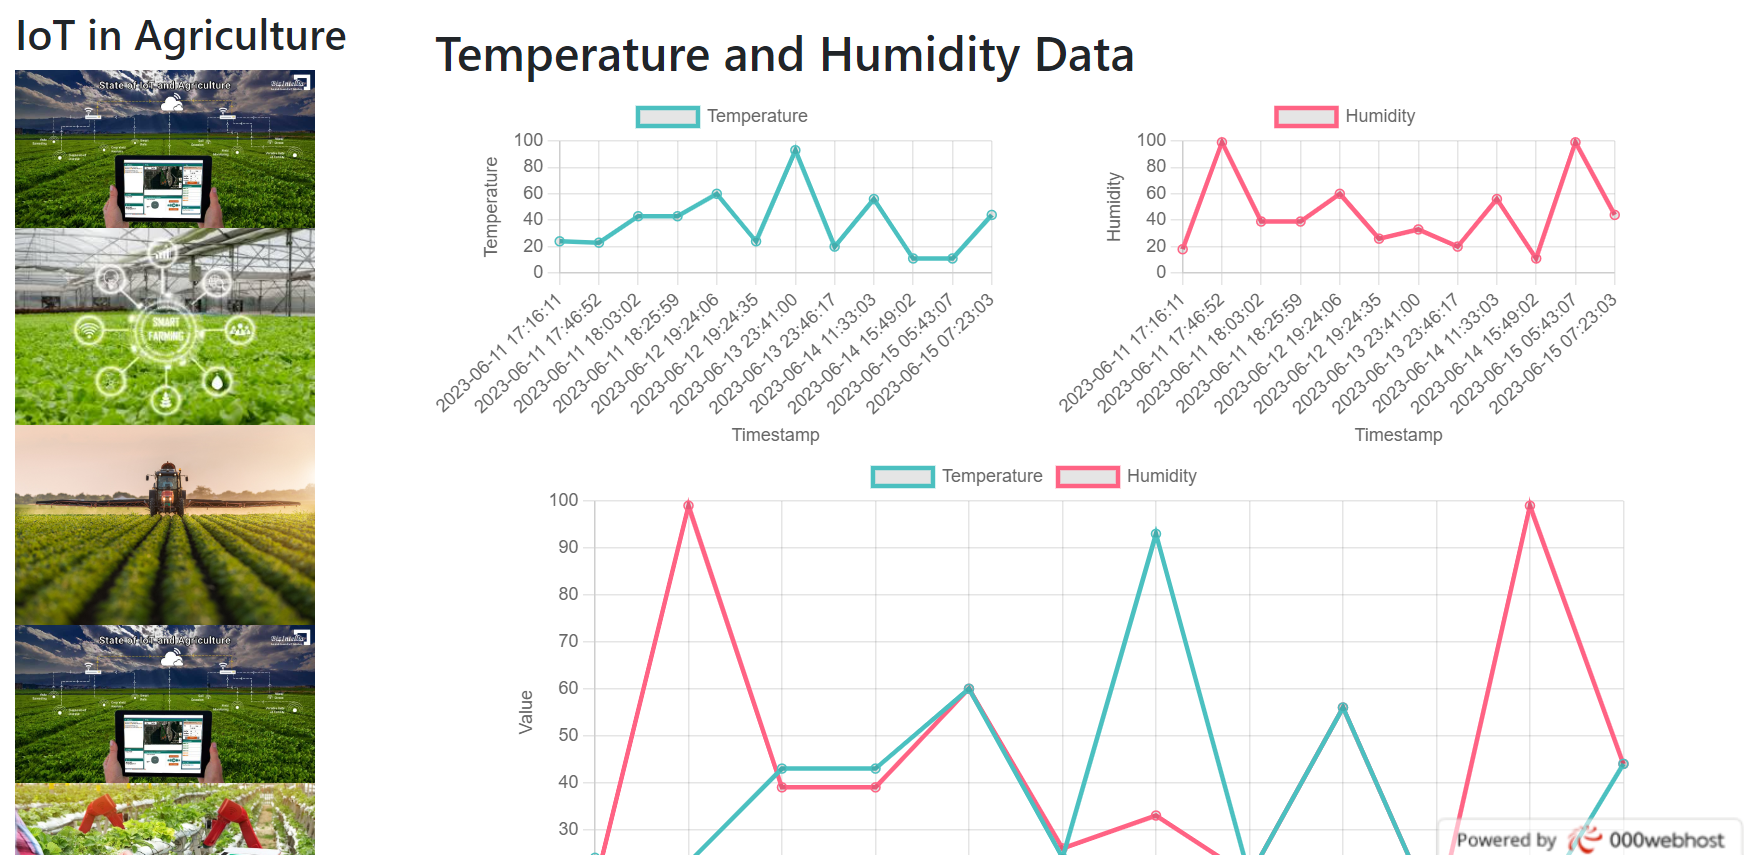 IoT in Agriculture
State of IoT and Agriculture
BizIntellia
SMART
FARMING
State of IoT and Agriculture
BizIntellia
Temperature and Humidity Data
Temperature
100
80
60
40
20
0
Temperature
2023-06-11 17:16:11
2023-06-11 17:46:52
2023-06-11 18:03:02
2023-06-11 18:25:59
2023-06-12 19:24:06
2023-06-12 19:24:35
2023-06-13 23:41:00
2023-06-13 23:46:17
2023-06-14 11:33:03
2023-06-14 15:49:02
2023-06-15 05:43:07
2023-06-15 07:23:03
Timestamp
Humidity
100
80
60
40
20
0
Humidity
2023-06-11 17:16:11
2023-06-11 17:46:52
2023-06-11 18:03:02
2023-06-11 18:25:59
2023-06-12 19:24:06
2023-06-12 19:24:35
2023-06-13 23:41:00
2023-06-13 23:46:17
2023-06-14 11:33:03
2023-06-14 15:49:02
2023-06-15 05:43:07
2023-06-15 07:23:03
Timestamp
Temperature Humidity
100
90
80
70
60
50
40
30
Value
Powered by 000webhost